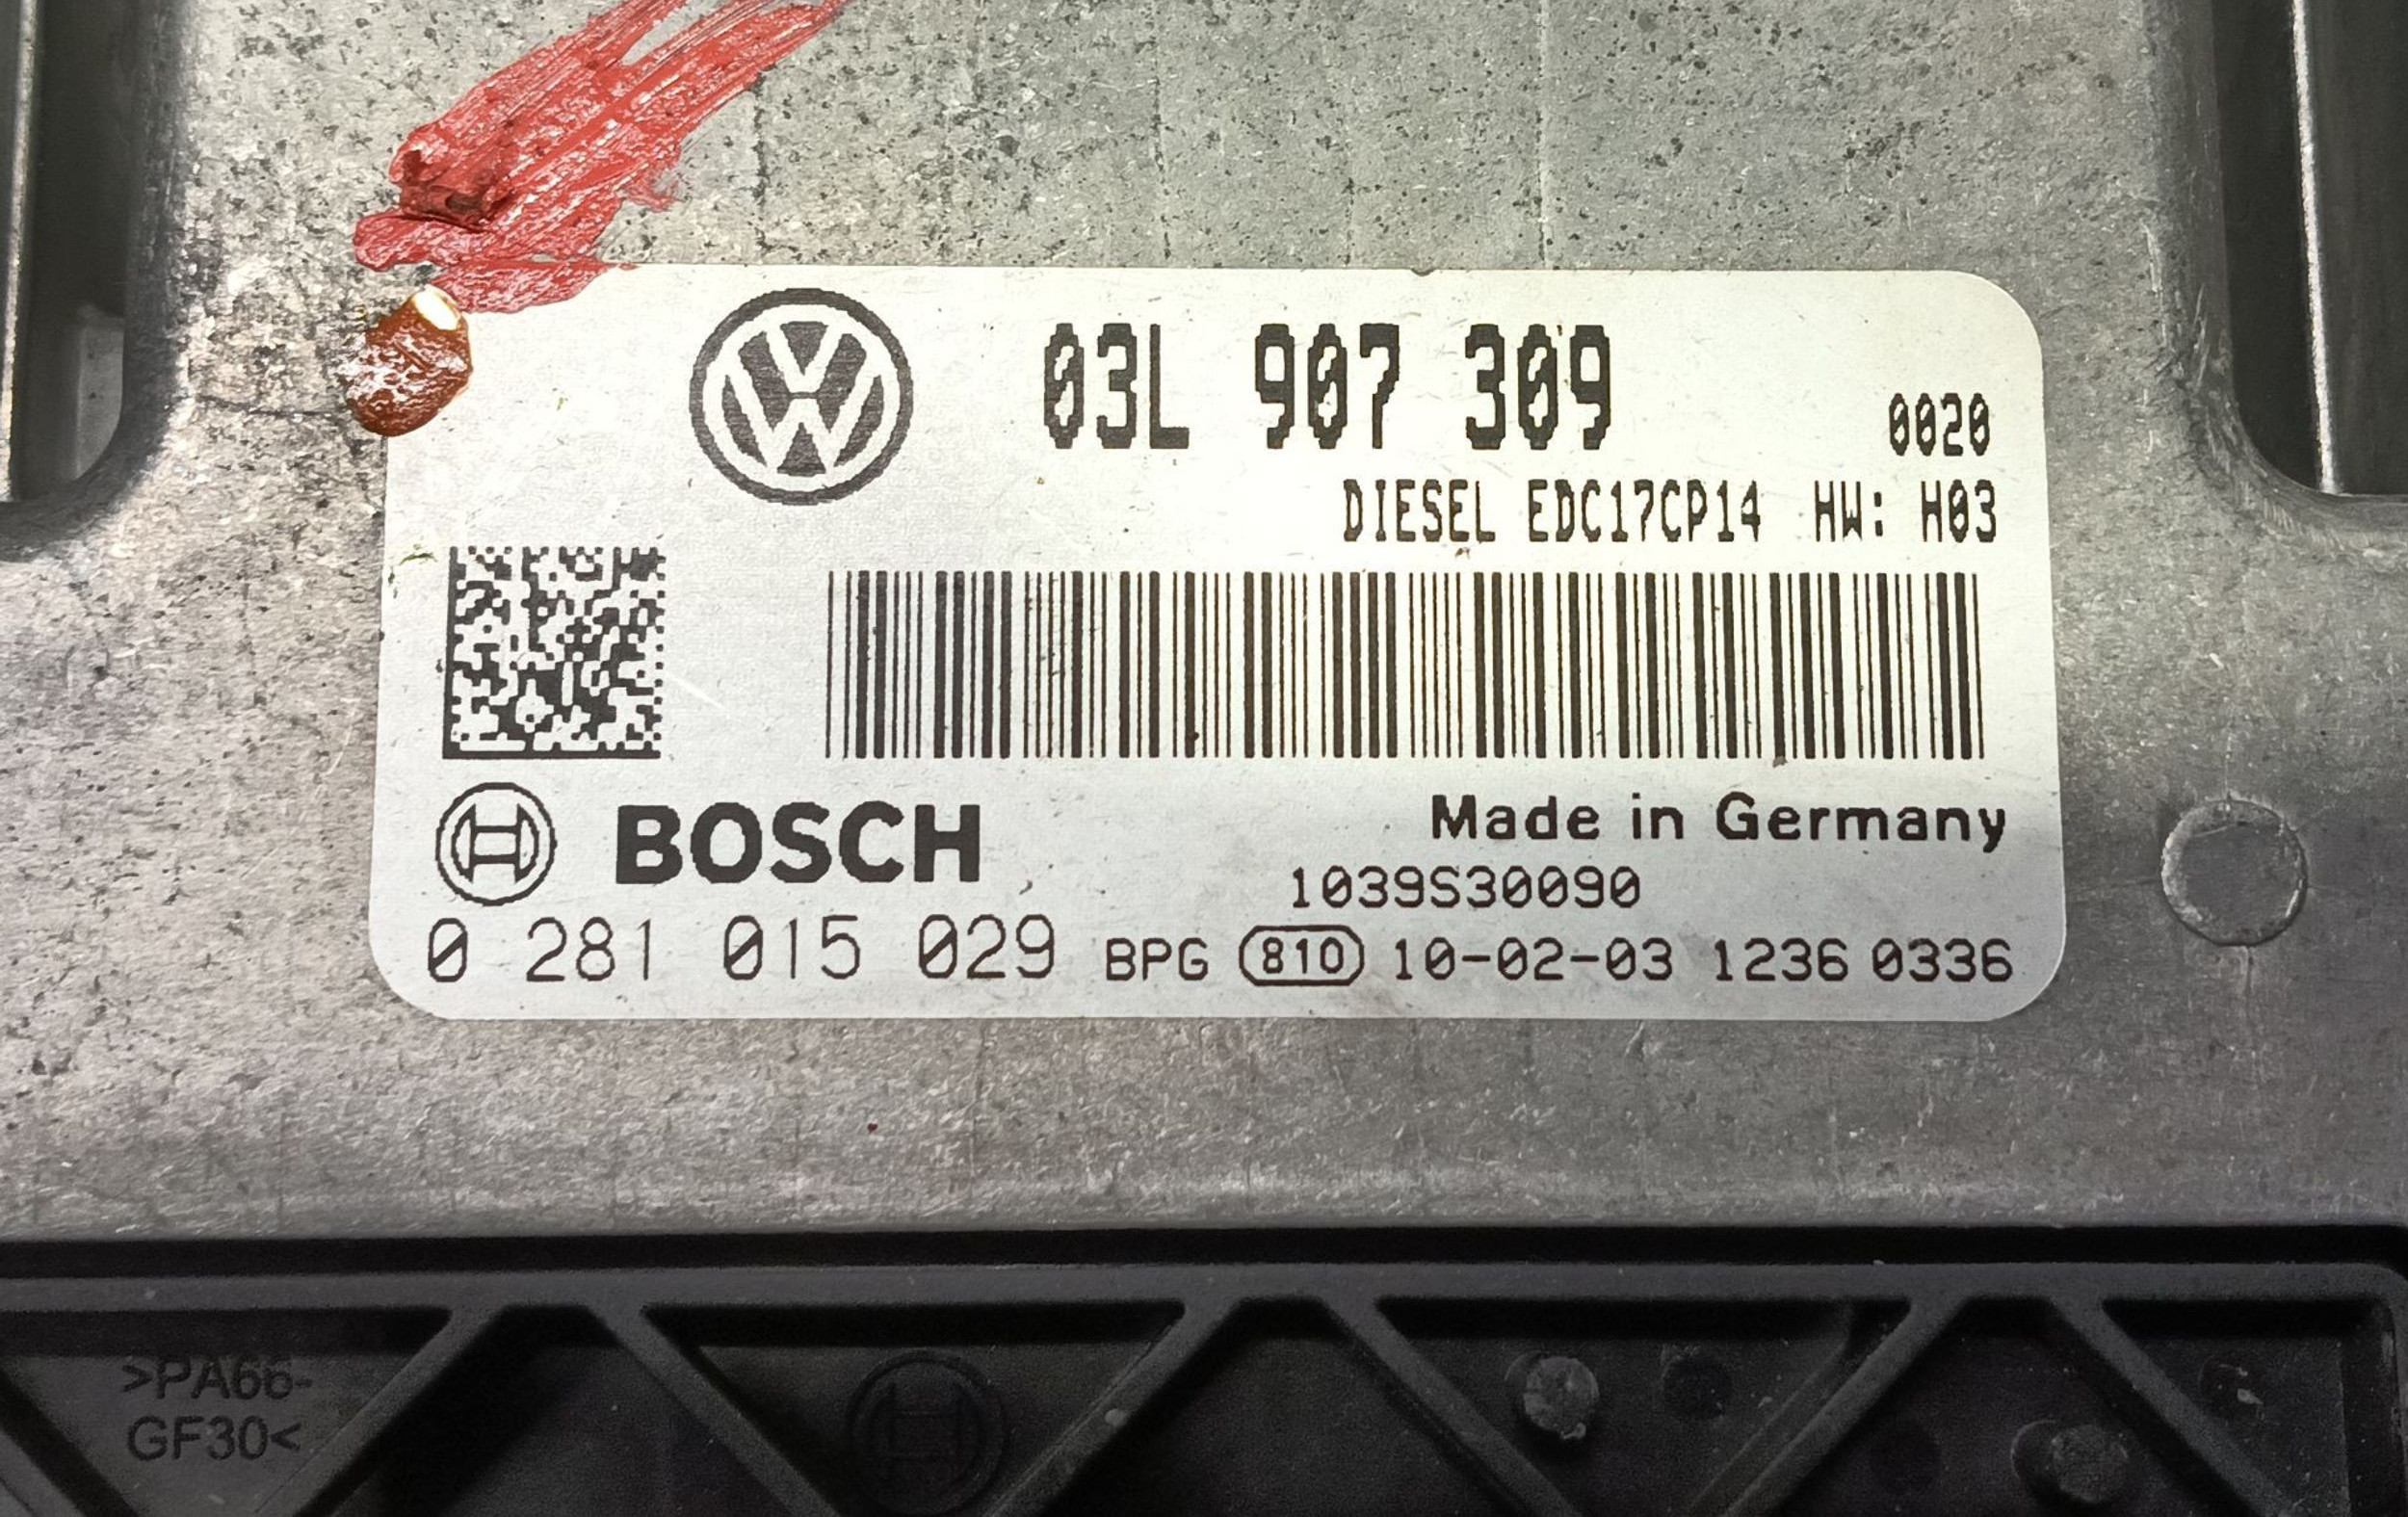 03L 907 309 0020
DIESEL EDC17CP14 HW: H03
BOSCH
Made in Germany
1039S30090
0 281 015 029 BPG 810 10-02-03 1236 0336
>PA66-
GF30<